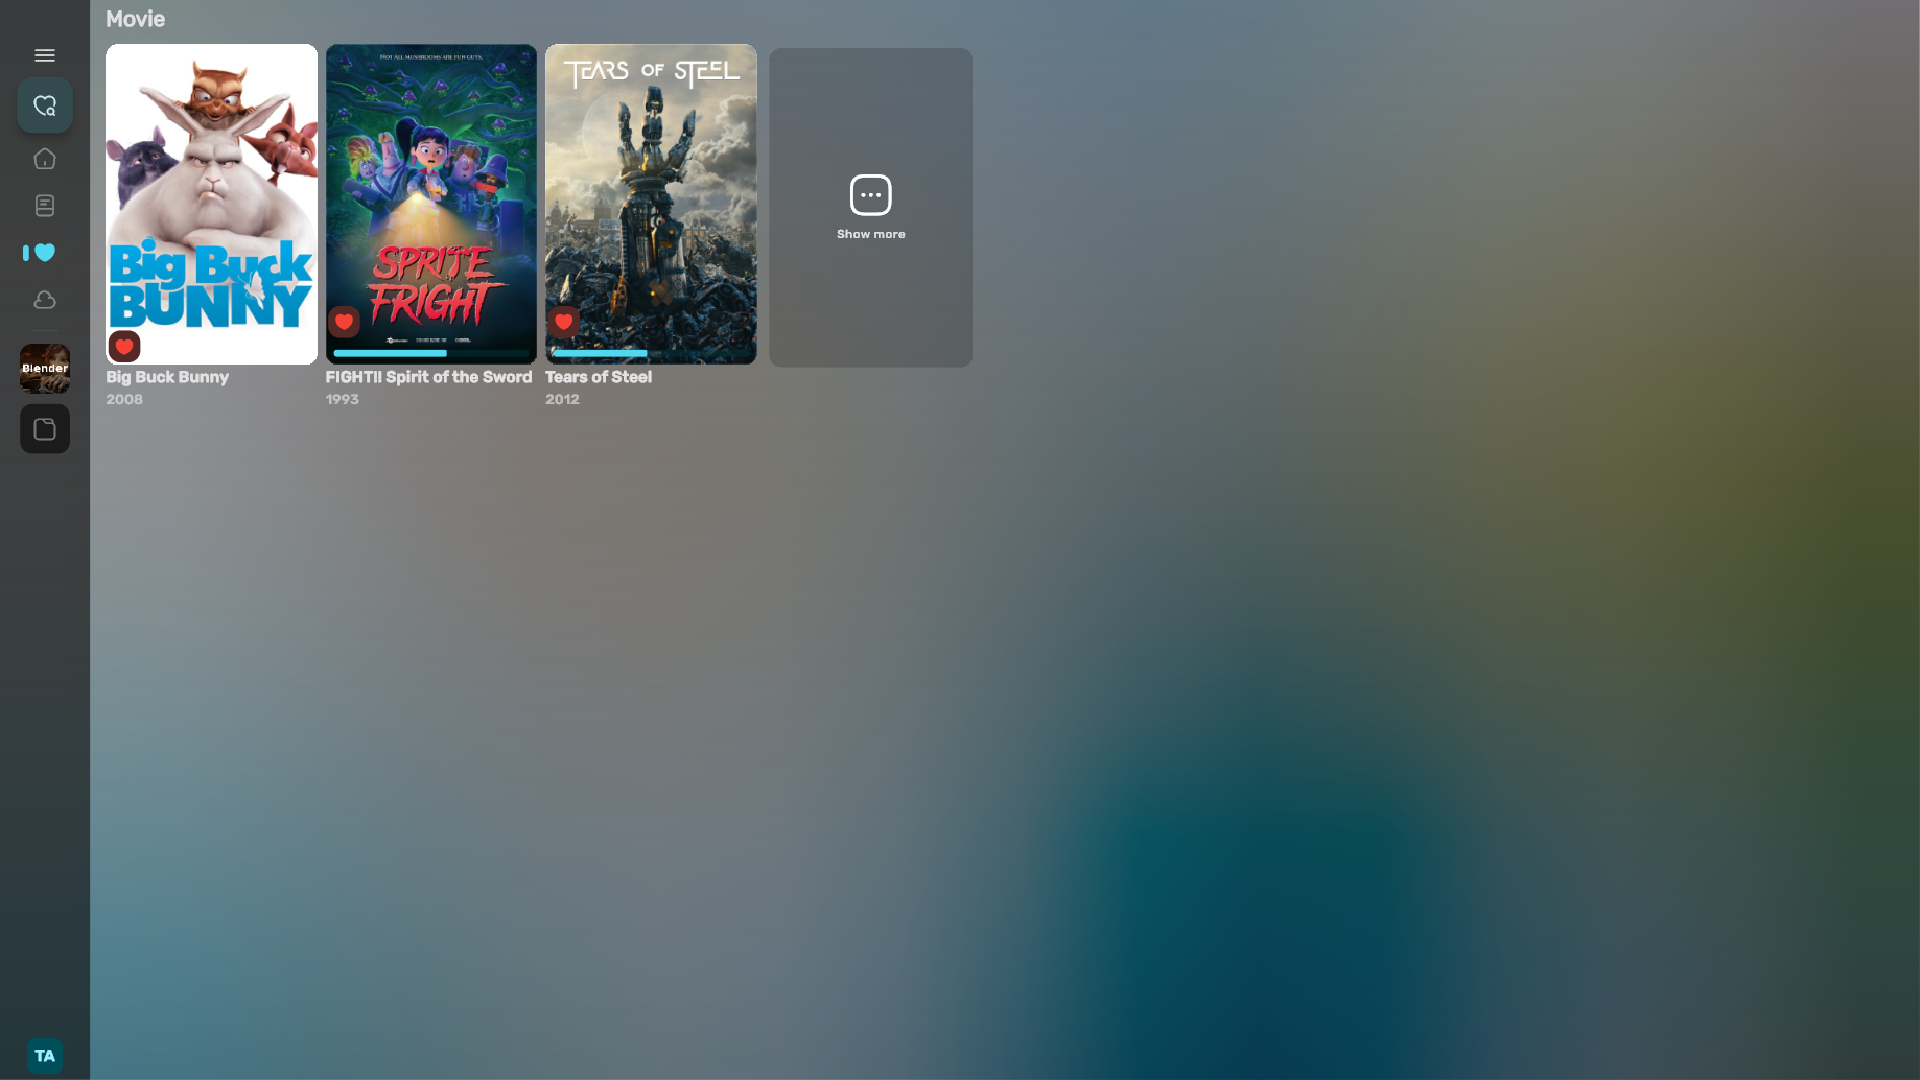 Movie
Big Buck
BUNNY
NOT ALL MUSHROOMS ARE FUN GUYS.
SPRITE
FRIGHT
TEARS OF STEEL
Show more
Big Buck Bunny
2008
FIGHT!! Spirit of the Sword
1993
Tears of Steel
2012
Blender
TA